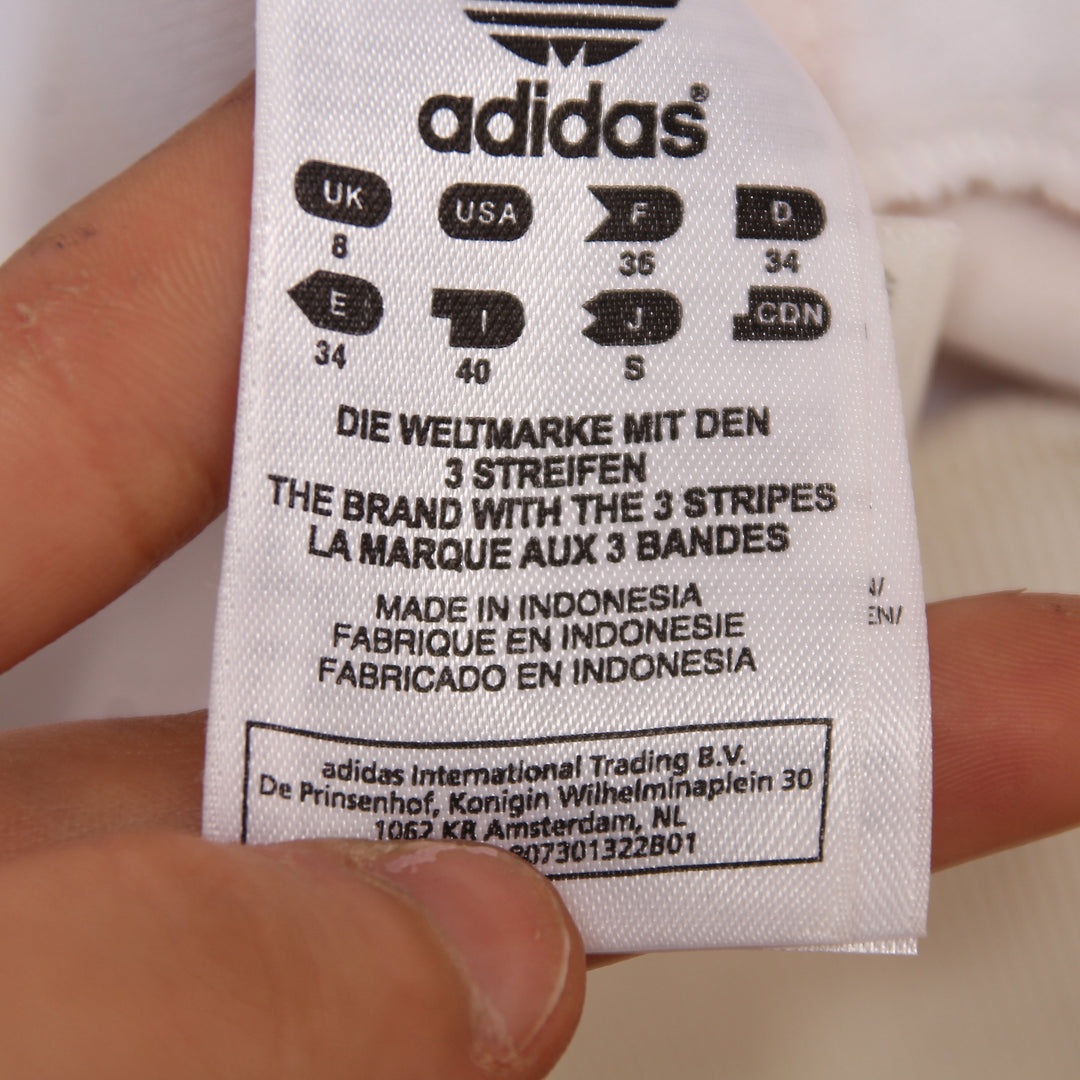 adidas®
UK USA F D
8 36 34
E I J CDN
34 40 S
DIE WELTMARKE MIT DEN
3 STREIFEN
THE BRAND WITH THE 3 STRIPES
LA MARQUE AUX 3 BANDES
MADE IN INDONESIA
FABRIQUE EN INDONESIE
FABRICADO EN INDONESIA
adidas International Trading B.V.
De Prinsenhof, Konigin Wilhelminaplein 30
1062 KR Amsterdam, NL
807301322B01